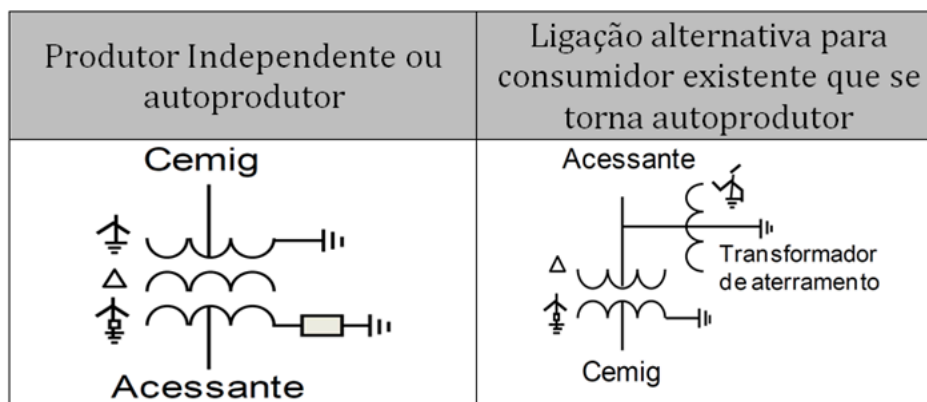 Produtor Independente ou
autoprodutor
Ligação alternativa para
consumidor existente que se
torna autoprodutor
Cemig
Acessante
Acessante
Transformador
de aterramento
Cemig